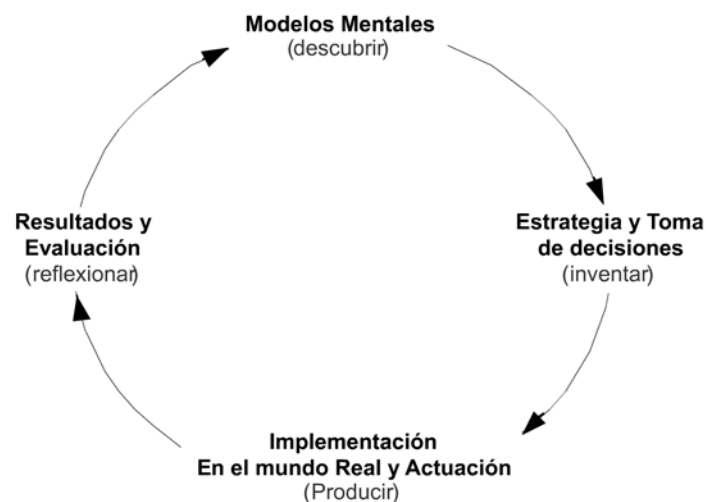 Modelos Mentales
(descubrir)
Estrategia y Toma
de decisiones
(inventar)
Implementación
En el mundo Real y Actuación
(Producir)
Resultados y
Evaluación
(reflexionar)